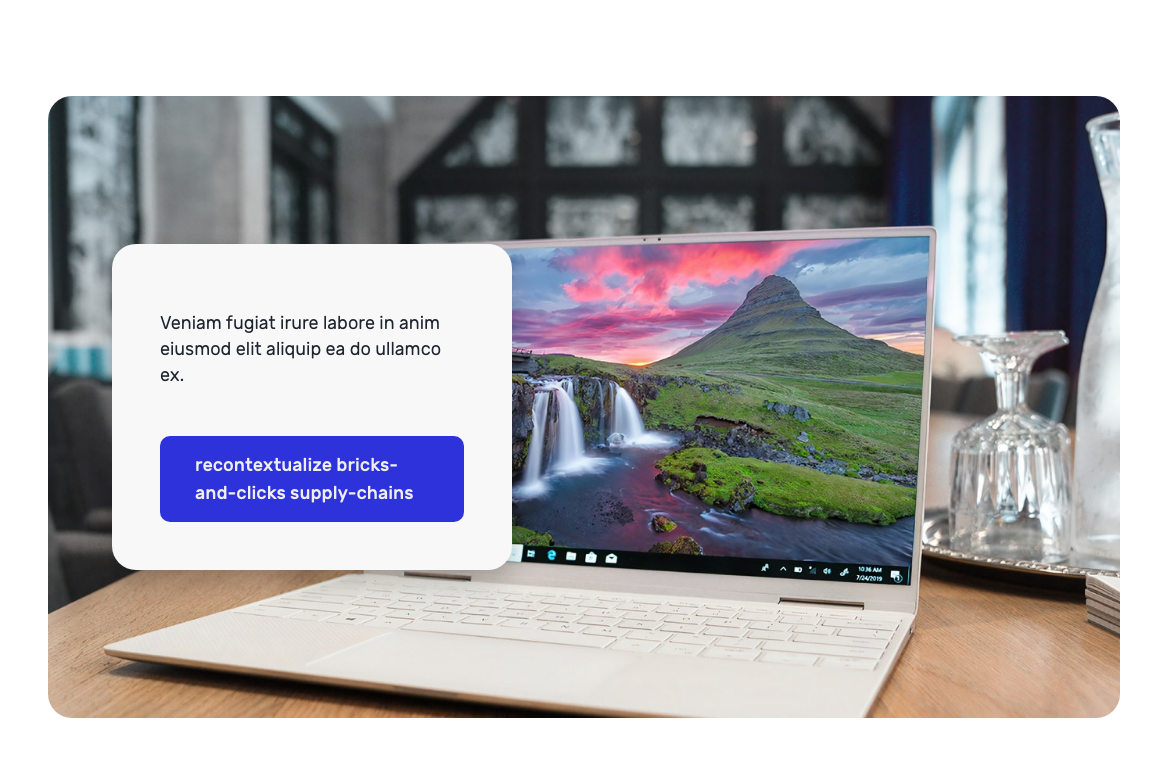 Veniam fugiat irure labore in anim
eiusmod elit aliquip ea do ullamco
ex.
recontextualize bricks-
and-clicks supply-chains
10:36 AM
7/24/2019